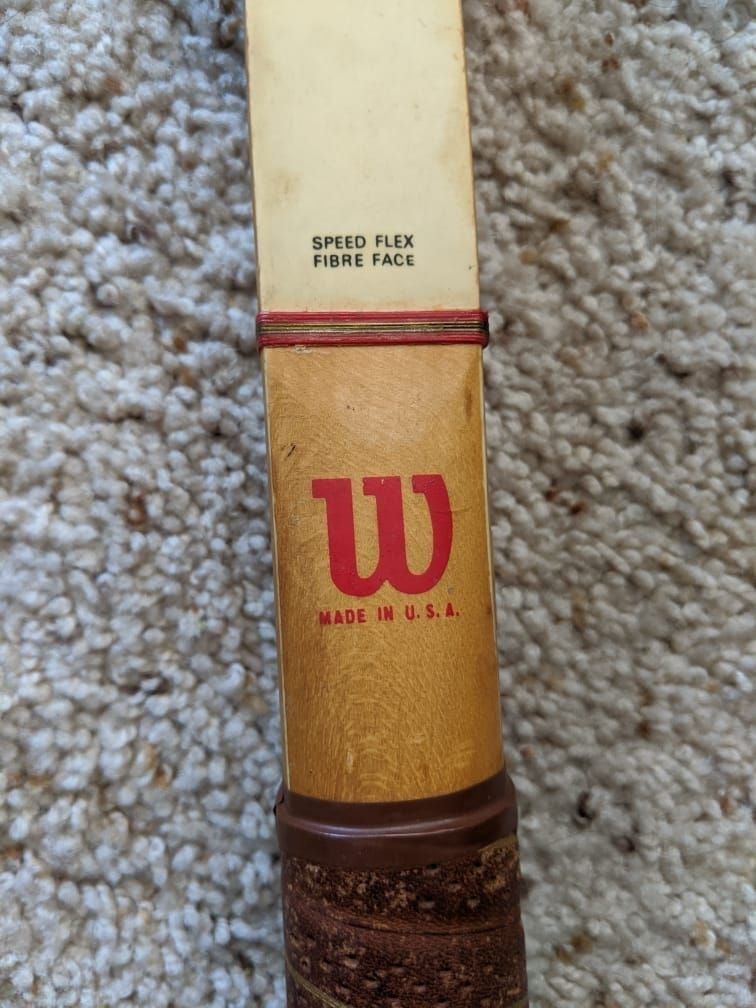 SPEED FLEX
FIBRE FACE
W
MADE IN U.S.A.